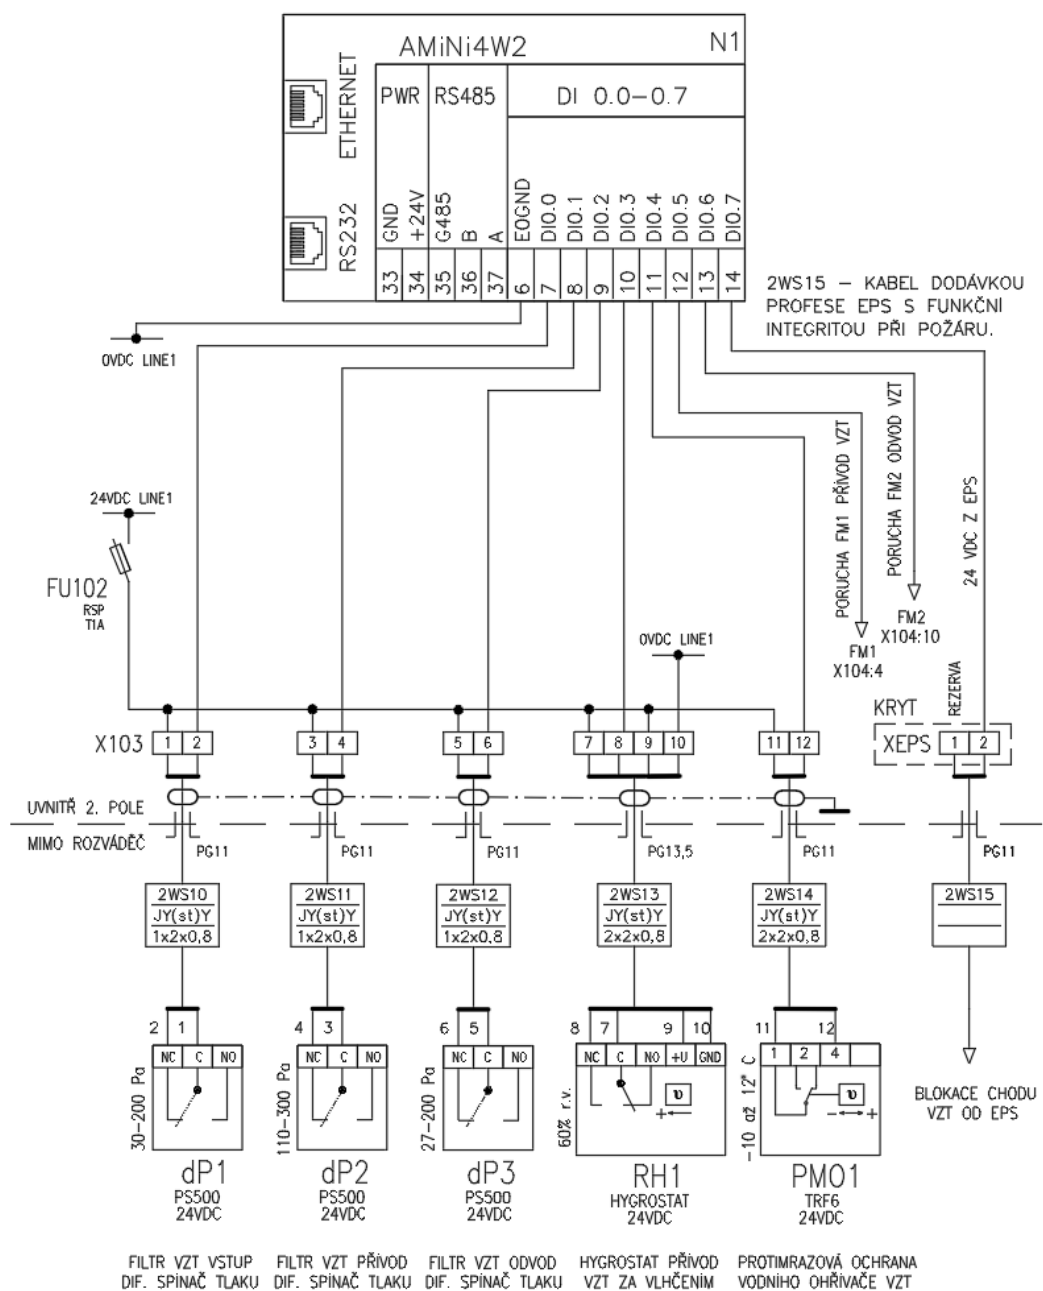 AMiNi4W2 N1
ETHERNET
RS232
PWR RS485 DI 0.0-0.7
GND +24V G485 B A EOGND DI0.0 DI0.1 DI0.2 DI0.3 DI0.4 DI0.5 DI0.6 DI0.7
33 34 35 36 37 6 7 8 9 10 11 12 13 14
2WS15 – KABEL DODÁVKOU
PROFESE EPS S FUNKČNÍ
INTEGRITOU PŘI POŽÁRU.
0VDC LINE1
24VDC LINE1
FU102
RSP
T1A
PORUCHA FM1 PŘÍVOD VZT
PORUCHA FM2 ODVOD VZT
24 VDC Z EPS
FM2
X104:10
FM1
X104:4
0VDC LINE1
REZERVA
KRYT
X103 1 2 3 4 5 6 7 8 9 10 11 12 XEPS 1 2
UVNITŘ 2. POLE
MIMO ROZVÁDĚČ
PG11 PG11 PG11 PG13,5 PG11 PG11
2WS10 2WS11 2WS12 2WS13 2WS14 2WS15
JY(st)Y JY(st)Y JY(st)Y JY(st)Y JY(st)Y
1x2x0,8 1x2x0,8 1x2x0,8 2x2x0,8 2x2x0,8
2 1 4 3 6 5 8 7 9 10 11 12
NC C NO NC C NO NC C NO NC C NO +U GND 1 2 4
30-200 Pa
110-300 Pa
27-200 Pa
60% r.v.
-10 až 12° C
υ υ
+ - +
BLOKACE CHODU
VZT OD EPS
dP1 dP2 dP3 RH1 PM01
PS500 PS500 PS500 HYGROSTAT TRF6
24VDC 24VDC 24VDC 24VDC 24VDC
FILTR VZT VSTUP FILTR VZT PŘÍVOD FILTR VZT ODVOD HYGROSTAT PŘÍVOD PROTIMRAZOVÁ OCHRANA
DIF. SPÍNAČ TLAKU DIF. SPÍNAČ TLAKU DIF. SPÍNAČ TLAKU VZT ZA VLHČENÍM VODNÍHO OHŘÍVAČE VZT